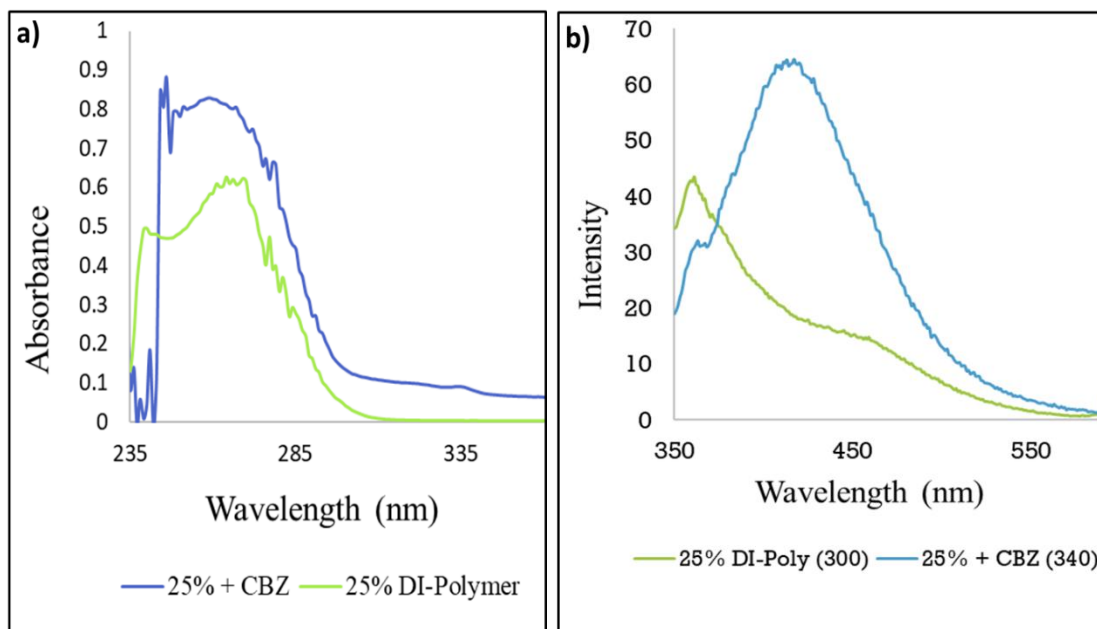 a)
Absorbance
1
0.9
0.8
0.7
0.6
0.5
0.4
0.3
0.2
0.1
0
235 285 335
Wavelength (nm)
25% + CBZ 25% DI-Polymer
b)
Intensity
70
60
50
40
30
20
10
0
350 450 550
Wavelength (nm)
25% DI-Poly (300) 25% + CBZ (340)